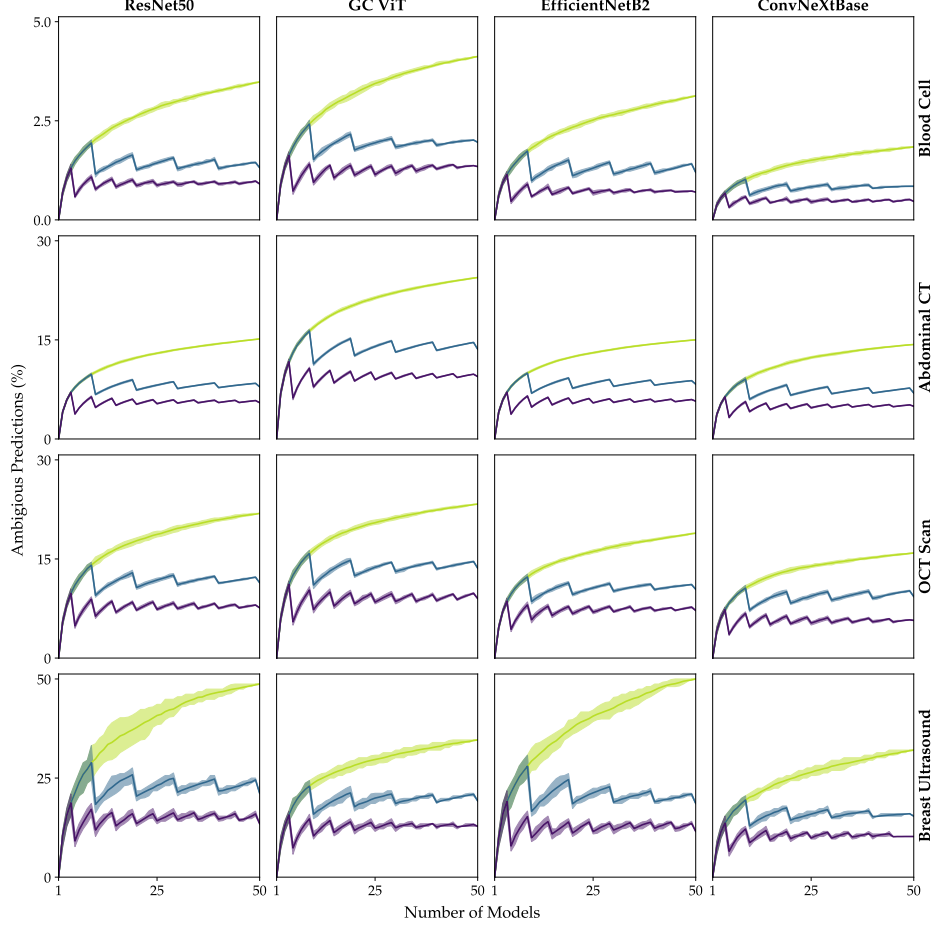 ResNet50 GC ViT EfficientNetB2 ConvNeXtBase
5.0
2.5
0.0
Blood Cell
30
15
0
Abdominal CT
Ambigious Predictions (%)
30
15
0
OCT Scan
50
25
0
Breast Ultrasound
1 25 50 1 25 50 1 25 50 1 25 50
Number of Models